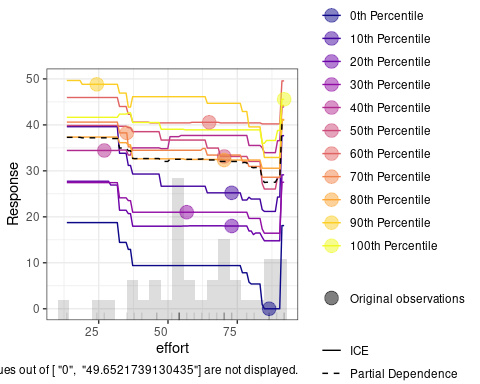 0th Percentile
10th Percentile
20th Percentile
30th Percentile
40th Percentile
50th Percentile
60th Percentile
70th Percentile
80th Percentile
90th Percentile
100th Percentile
Original observations
ICE
Partial Dependence
Response
50
40
30
20
10
0
25
50
75
effort
out of [ "0", "49.6521739130435"] are not displayed.